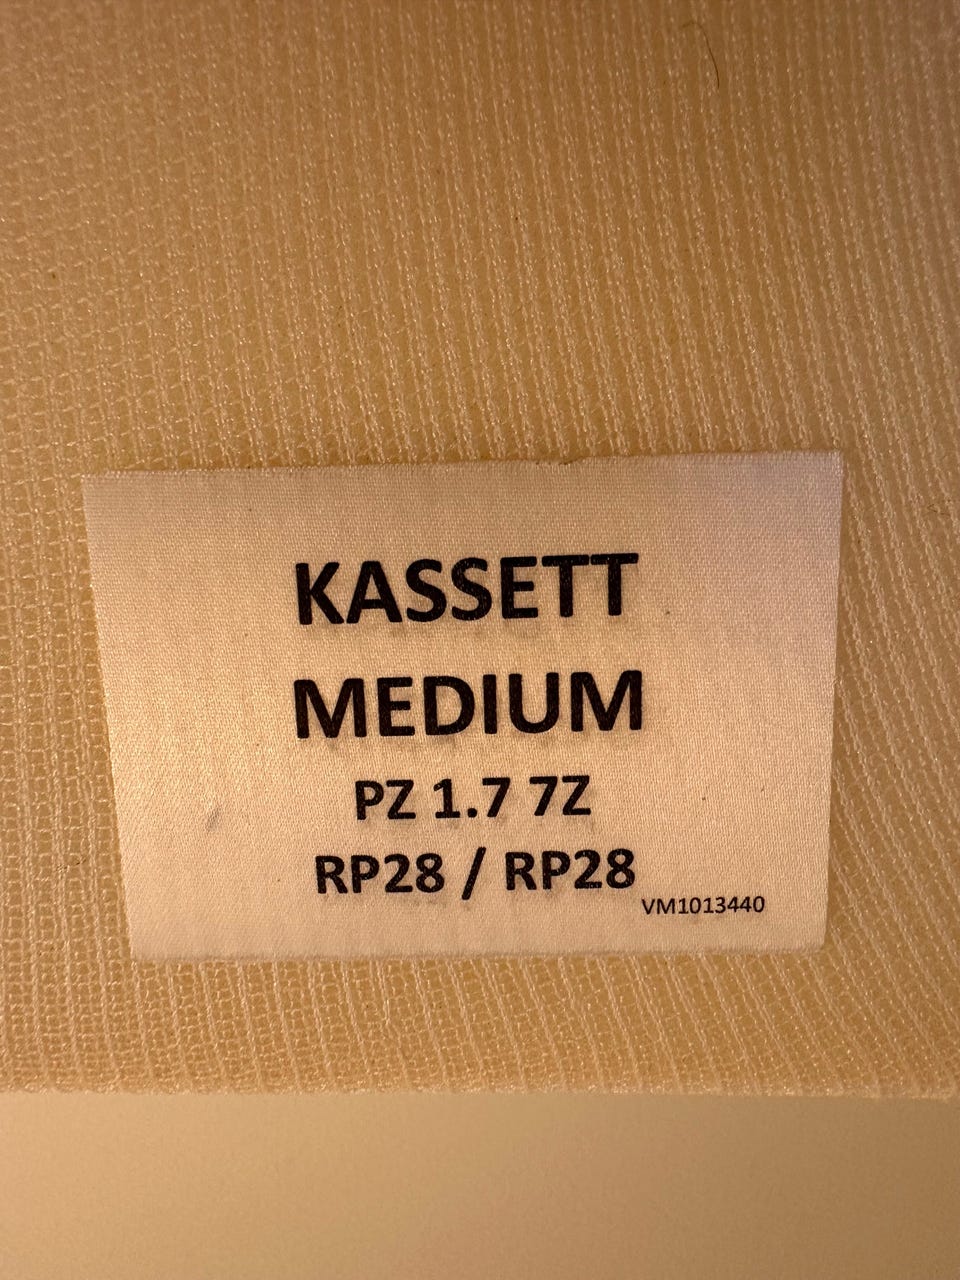 KASSETT
MEDIUM
PZ 1.7 7Z
RP28 / RP28
VM1013440